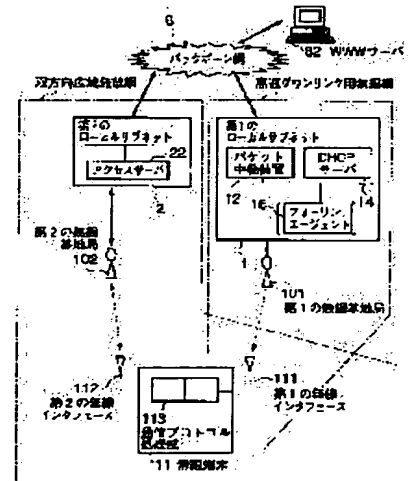 6
バックボーン網
82 WWWサーバ
双方向広域無線網
高速ダウンリンク用無線網
第2の
ローカルサブネット
22
アクセスサーバ
2
第1の
ローカルサブネット
パケット
中継装置
DHCP
サーバ
12
14
16
フォーリン
エージェント
1
第2の無線
基地局
102
101
第1の無線基地局
112
第2の無線
インタフェース
111
第1の無線
インタフェース
113
通信プロトコル
処理部
11 携帯端末